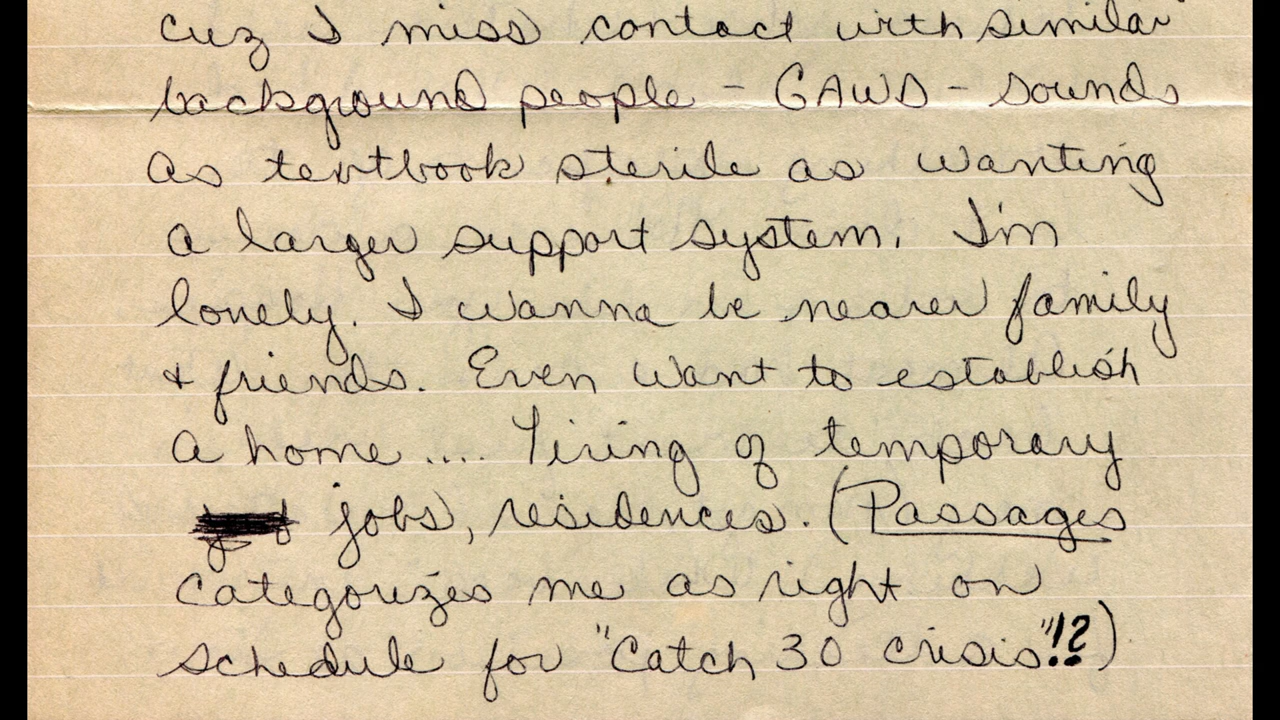 cuz I miss contact with similar
background people - GAWD - sounds
as textbook sterile as wanting
a larger support system. I'm
lonely. I wanna be nearer family
& friends. Even want to establish
a home.... Tiring of temporary
jobs, residences. (Passages
categorizes me as right on
schedule for "Catch 30 crisis"!?)